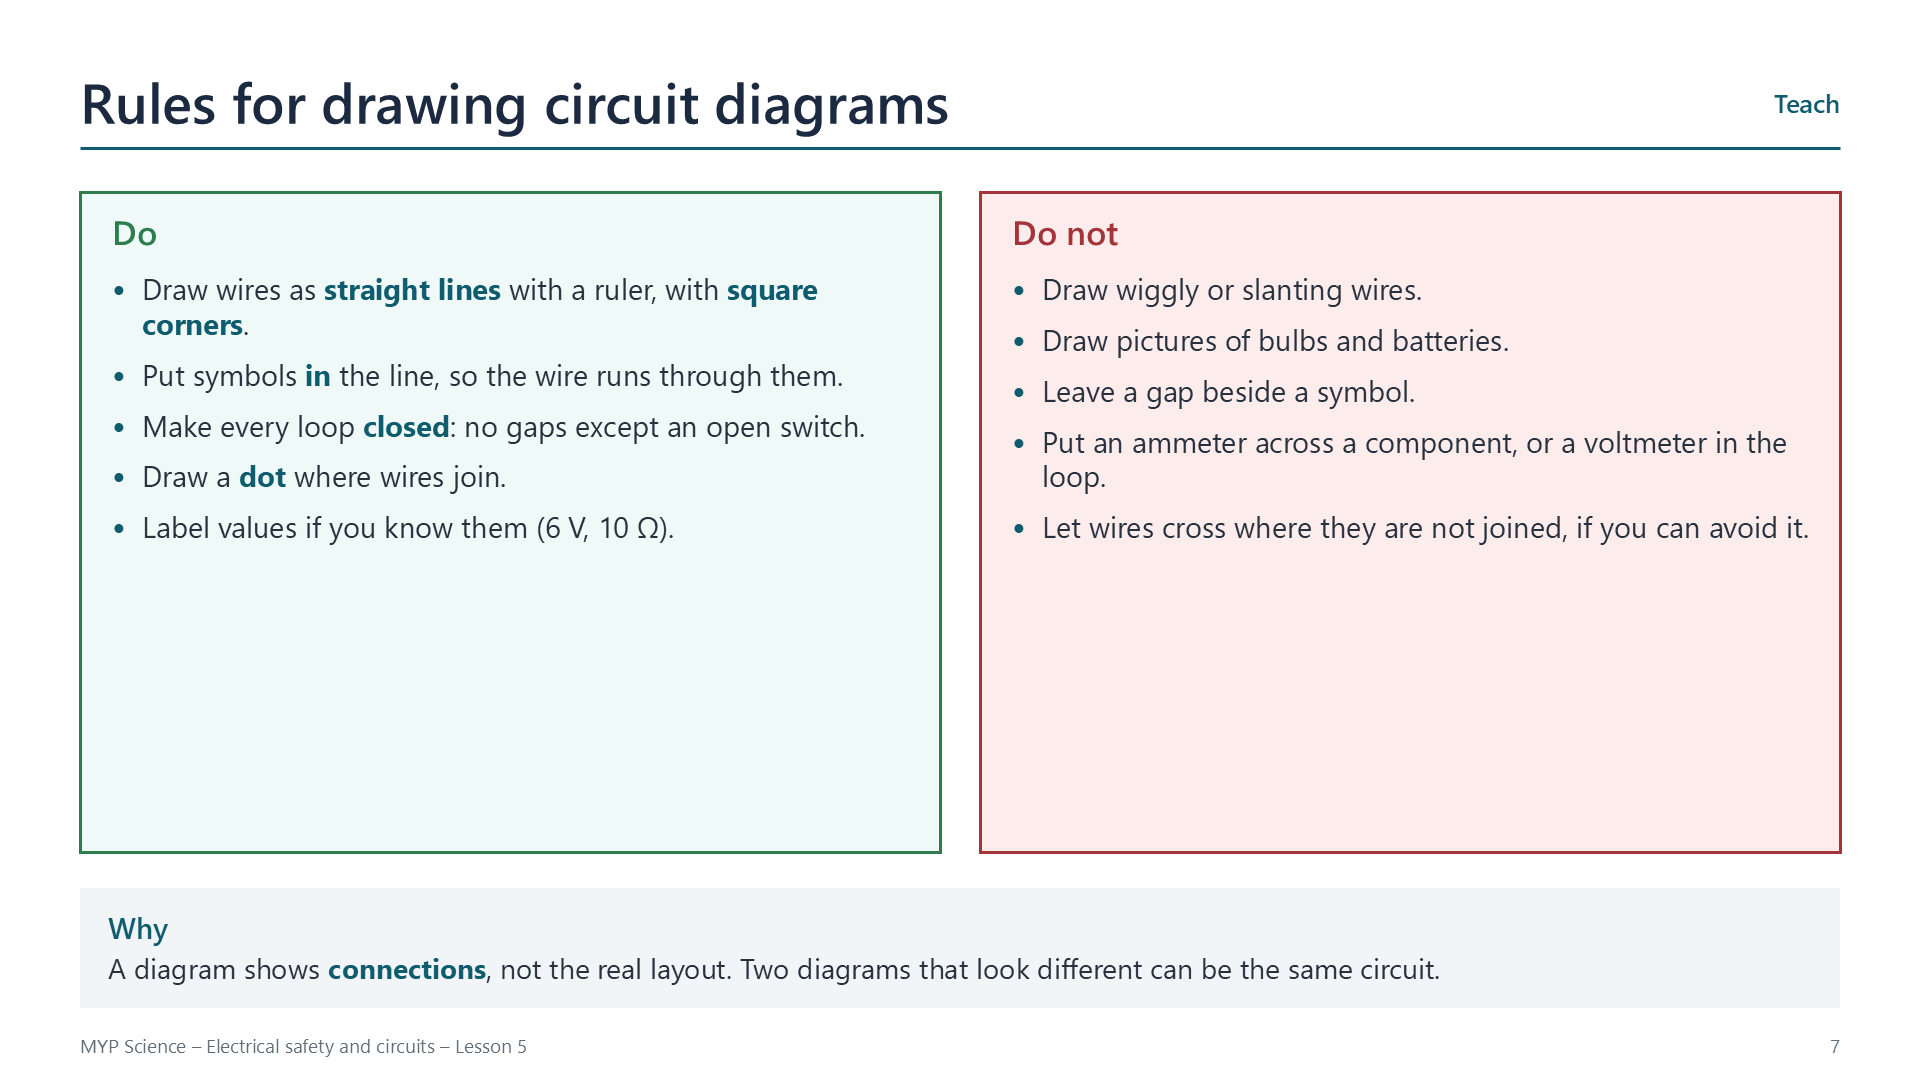 Rules for drawing circuit diagrams
Teach
Do
• Draw wires as straight lines with a ruler, with square
corners.
• Put symbols in the line, so the wire runs through them.
• Make every loop closed: no gaps except an open switch.
• Draw a dot where wires join.
• Label values if you know them (6 V, 10 Ω).
Do not
• Draw wiggly or slanting wires.
• Draw pictures of bulbs and batteries.
• Leave a gap beside a symbol.
• Put an ammeter across a component, or a voltmeter in the
loop.
• Let wires cross where they are not joined, if you can avoid it.
Why
A diagram shows connections, not the real layout. Two diagrams that look different can be the same circuit.
MYP Science – Electrical safety and circuits – Lesson 5
7